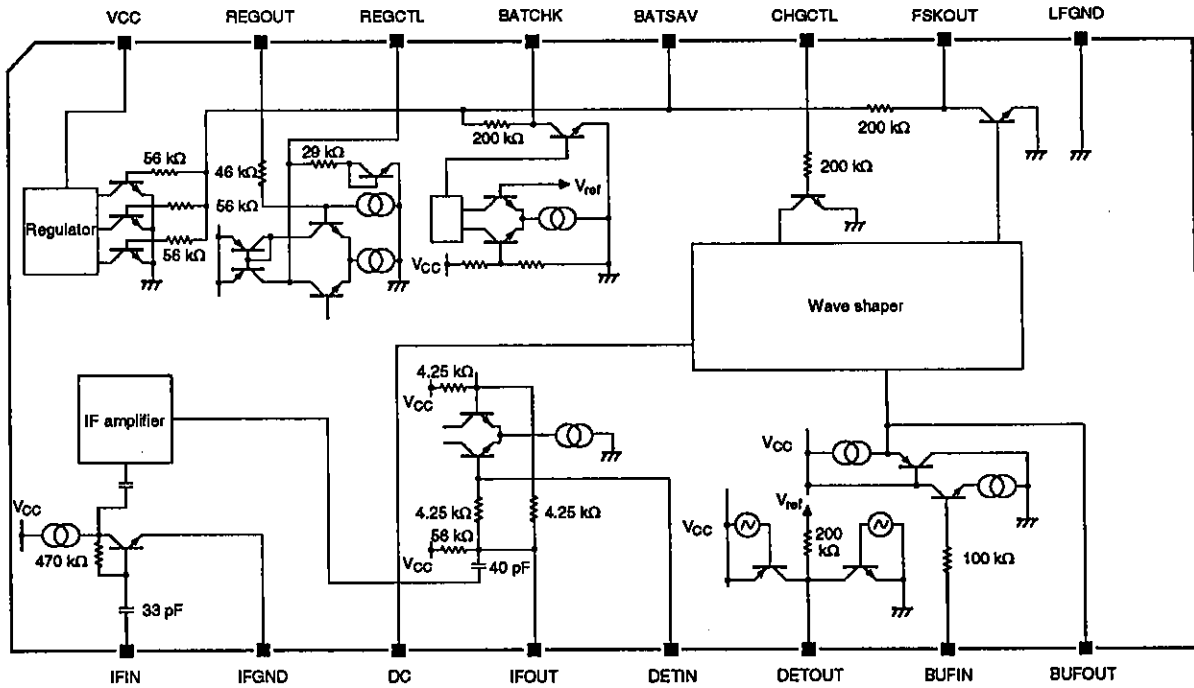 VCC
REGOUT
REGCTL
BATCHK
BATSAV
CHGCTL
FSKOUT
LFGND
56 kΩ
46 kΩ
29 kΩ
200 kΩ
200 kΩ
200 kΩ
Vref
56 kΩ
Regulator
56 kΩ
VCC
Wave shaper
4.25 kΩ
VCC
IF amplifier
VCC
Vref
VCC
4.25 kΩ
4.25 kΩ
VCC
200 kΩ
470 kΩ
56 kΩ
VCC
40 pF
100 kΩ
33 pF
IFIN
IFGND
DC
IFOUT
DETIN
DETOUT
BUFIN
BUFOUT